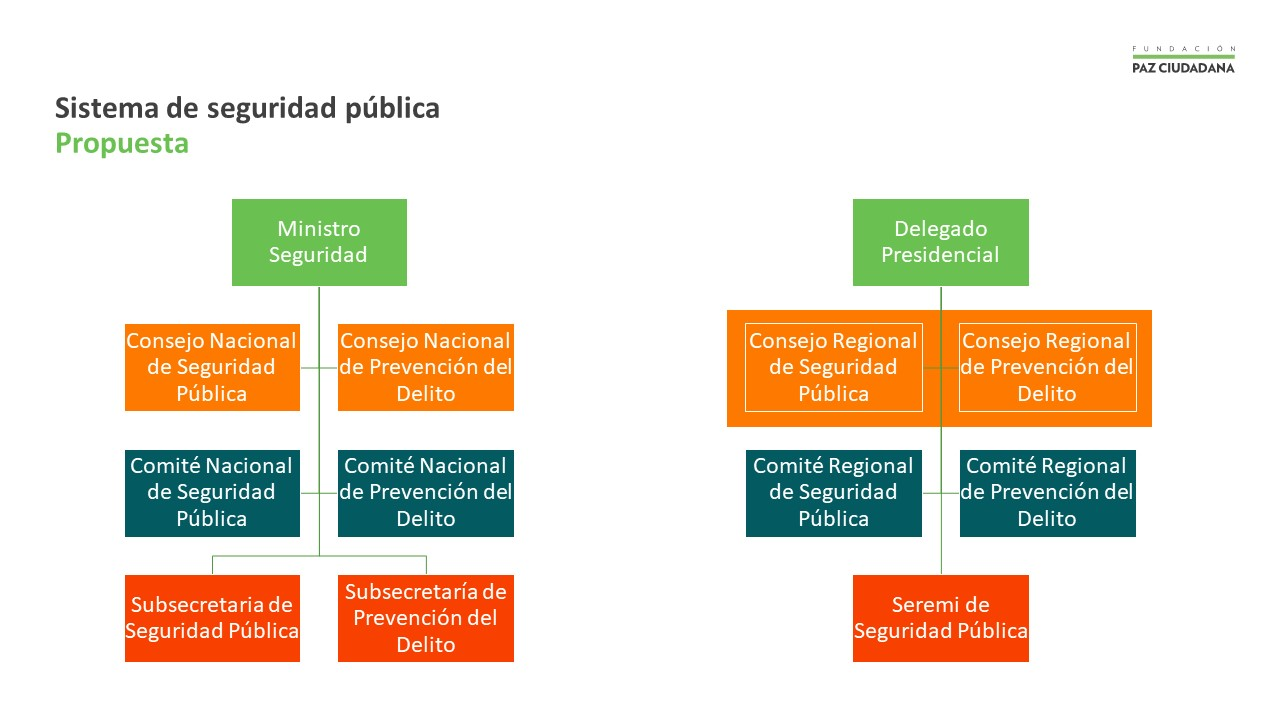 FUNDACIÓN
PAZ CIUDADANA
Sistema de seguridad pública
Propuesta
Ministro
Seguridad
Consejo Nacional
de Seguridad
Pública
Consejo Nacional
de Prevención del
Delito
Comité Nacional
de Seguridad
Pública
Comité Nacional
de Prevención del
Delito
Subsecretaria de
Seguridad Pública
Subsecretaría de
Prevención del
Delito
Delegado
Presidencial
Consejo Regional
de Seguridad
Pública
Consejo Regional
de Prevención del
Delito
Comité Regional
de Seguridad
Pública
Comité Regional
de Prevención del
Delito
Seremi de
Seguridad Pública